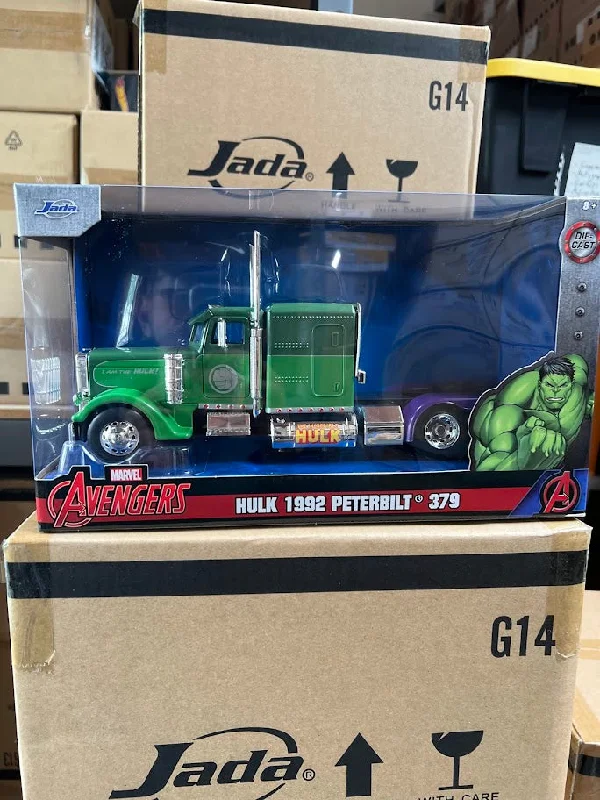 G14
Jada®
HANDLE
WITH CARE
Jada
8+
DIE-
CAST
I AM THE HULK!
HULK
MARVEL
AVENGERS
HULK 1992 PETERBILT 379
A
G14
Jada®
WITH CARE